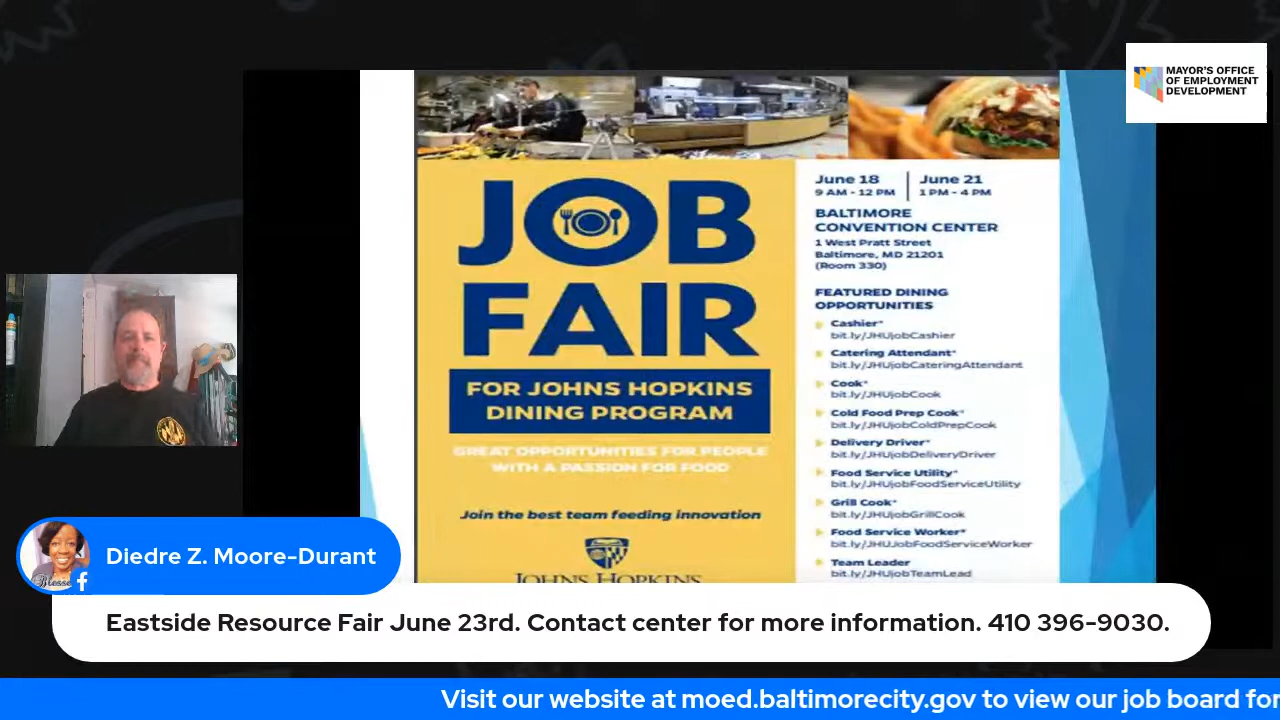 MAYOR'S OFFICE
OF EMPLOYMENT
DEVELOPMENT
JOB
FAIR
FOR JOHNS HOPKINS
DINING PROGRAM
GREAT OPPORTUNITIES FOR PEOPLE
WITH A PASSION FOR FOOD
Join the best team feeding innovation
JOHNS HOPKINS
June 18
9 AM - 12 PM
June 21
1 PM - 4 PM
BALTIMORE
CONVENTION CENTER
1 West Pratt Street
Baltimore, MD 21201
(Room 330)
FEATURED DINING
OPPORTUNITIES
Cashier*
bit.ly/JHUjobCashier
Catering Attendant*
bit.ly/JHUjobCateringAttendant
Cook*
bit.ly/JHUjobCook
Cold Food Prep Cook*
bit.ly/JHUjobColdPrepCook
Delivery Driver*
bit.ly/JHUjobDeliveryDriver
Food Service Utility*
bit.ly/JHUjobFoodServiceUtility
Grill Cook*
bit.ly/JHUjobGrillCook
Food Service Worker*
bit.ly/JHUJobFoodServiceWorker
Team Leader
bit.ly/JHUjobTeamLead
Blesse
Diedre Z. Moore-Durant
Eastside Resource Fair June 23rd. Contact center for more information. 410 396-9030.
Visit our website at moed.baltimorecity.gov to view our job board for